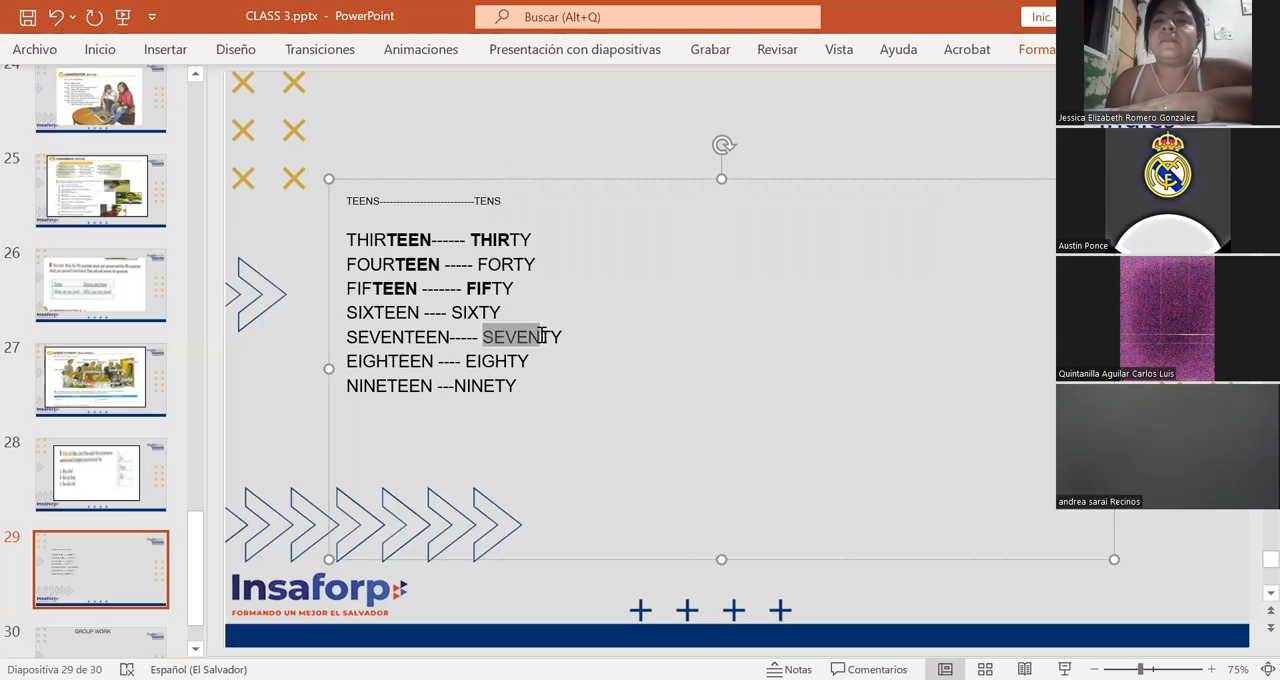 CLASS 3.pptx - PowerPoint
Buscar (Alt+Q)
Inic.
Archivo Inicio Insertar Diseño Transiciones Animaciones Presentación con diapositivas Grabar Revisar Vista Ayuda Acrobat Forma
24
25
26
27
28
29
30
GROUP WORK
TEENS----------------------------TENS
THIRTEEN------ THIRTY
FOURTEEN ----- FORTY
FIFTEEN ------- FIFTY
SIXTEEN ---- SIXTY
SEVENTEEN----- SEVENTY
EIGHTEEN ---- EIGHTY
NINETEEN ---NINETY
Insaforp
FORMANDO UN MEJOR EL SALVADOR
Jessica Elizabeth Romero Gonzalez
Austin Ponce
Quintanilla Aguilar Carlos Luis
andrea sarai Recinos
Diapositiva 29 de 30 Español (El Salvador) Notas Comentarios 75%